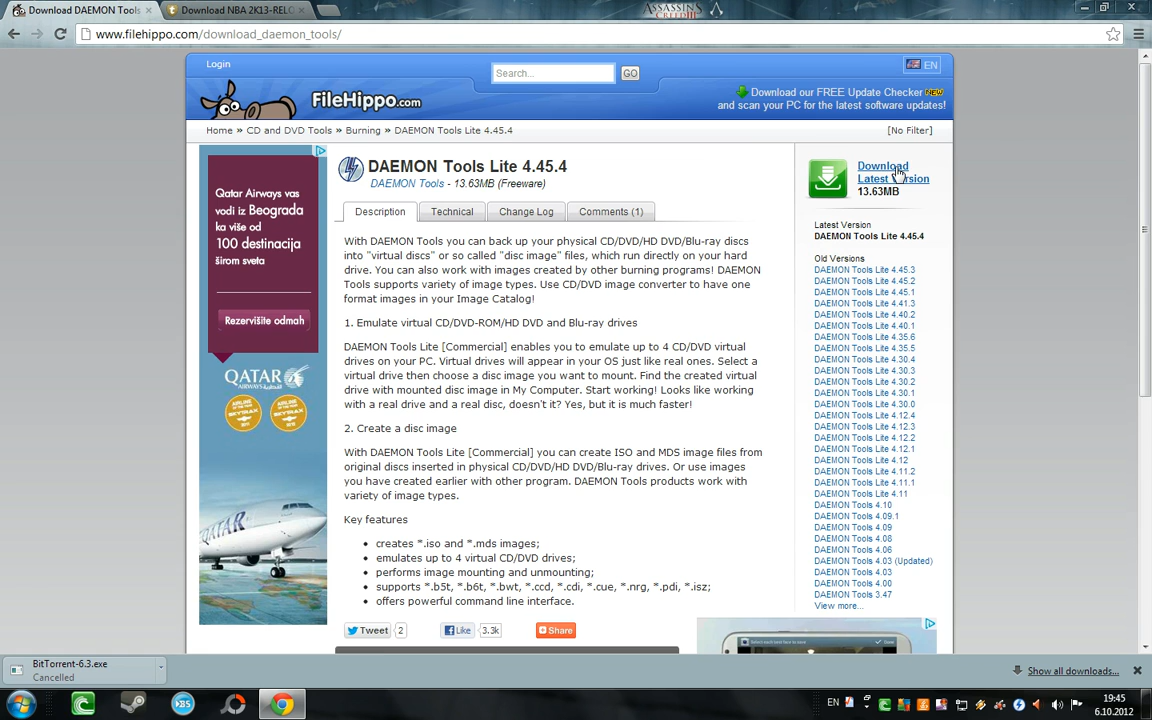 Download DAEMON Tools
Download NBA 2K13-RELO
ASSASSINS CREED III
www.filehippo.com/download_daemon_tools/
Login
Search...
GO
EN
FileHippo.com
Download our FREE Update Checker NEW
and scan your PC for the latest software updates!
Home » CD and DVD Tools » Burning » DAEMON Tools Lite 4.45.4
[No Filter]
Qatar Airways vas
vodi iz Beograda
ka više od
100 destinacija
širom sveta
Rezervišite odmah
QATAR
AIRWAYS
QATAR
DAEMON Tools Lite 4.45.4
DAEMON Tools - 13.63MB (Freeware)
Description
Technical
Change Log
Comments (1)
With DAEMON Tools you can back up your physical CD/DVD/HD DVD/Blu-ray discs
into "virtual discs" or so called "disc image" files, which run directly on your hard
drive. You can also work with images created by other burning programs! DAEMON
Tools supports variety of image types. Use CD/DVD image converter to have one
format images in your Image Catalog!
1. Emulate virtual CD/DVD-ROM/HD DVD and Blu-ray drives
DAEMON Tools Lite [Commercial] enables you to emulate up to 4 CD/DVD virtual
drives on your PC. Virtual drives will appear in your OS just like real ones. Select a
virtual drive then choose a disc image you want to mount. Find the created virtual
drive with mounted disc image in My Computer. Start working! Looks like working
with a real drive and a real disc, doesn't it? Yes, but it is much faster!
2. Create a disc image
With DAEMON Tools Lite [Commercial] you can create ISO and MDS image files from
original discs inserted in physical CD/DVD/HD DVD/Blu-ray drives. Or use images
you have created earlier with other program. DAEMON Tools products work with
variety of image types.
Key features
• creates *.iso and *.mds images;
• emulates up to 4 virtual CD/DVD drives;
• performs image mounting and unmounting;
• supports *.b5t, *.b6t, *.bwt, *.ccd, *.cdi, *.cue, *.nrg, *.pdi, *.isz;
• offers powerful command line interface.
Tweet
2
Like
3.3k
Share
Download
Latest Version
13.63MB
Latest Version
DAEMON Tools Lite 4.45.4
Old Versions
DAEMON Tools Lite 4.45.3
DAEMON Tools Lite 4.45.2
DAEMON Tools Lite 4.45.1
DAEMON Tools Lite 4.41.3
DAEMON Tools Lite 4.40.2
DAEMON Tools Lite 4.40.1
DAEMON Tools Lite 4.35.6
DAEMON Tools Lite 4.35.5
DAEMON Tools Lite 4.30.4
DAEMON Tools Lite 4.30.3
DAEMON Tools Lite 4.30.2
DAEMON Tools Lite 4.30.1
DAEMON Tools Lite 4.30.0
DAEMON Tools Lite 4.12.4
DAEMON Tools Lite 4.12.3
DAEMON Tools Lite 4.12.2
DAEMON Tools Lite 4.12.1
DAEMON Tools Lite 4.12
DAEMON Tools Lite 4.11.2
DAEMON Tools Lite 4.11.1
DAEMON Tools Lite 4.11
DAEMON Tools 4.10
DAEMON Tools 4.09.1
DAEMON Tools 4.09
DAEMON Tools 4.08
DAEMON Tools 4.06
DAEMON Tools 4.03 (Updated)
DAEMON Tools 4.03
DAEMON Tools 4.00
DAEMON Tools 3.47
View more...
BitTorrent-6.3.exe
Cancelled
Show all downloads...
EN
19:45
6.10.2012